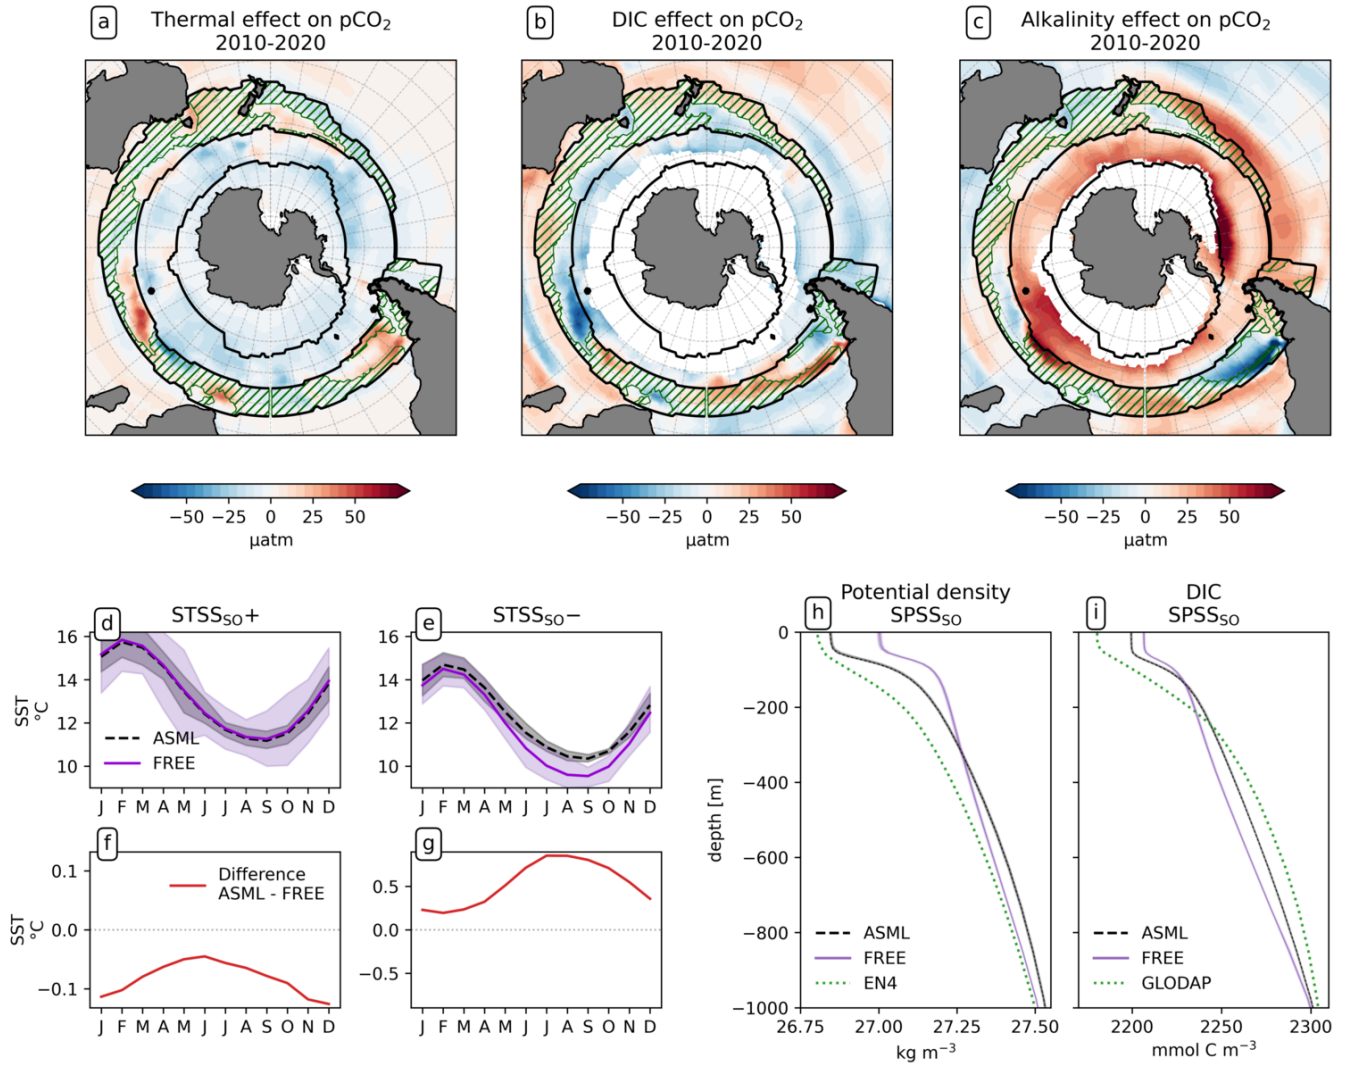 a
Thermal effect on pCO₂
2010-2020
b
DIC effect on pCO₂
2010-2020
c
Alkalinity effect on pCO₂
2010-2020
−50 −25 0 25 50
µatm
−50 −25 0 25 50
µatm
−50 −25 0 25 50
µatm
d
STSS_SO+
16
14
12
10
SST
°C
ASML
FREE
J F M A M J J A S O N D
e
STSS_SO−
16
14
12
10
J F M A M J J A S O N D
f
0.1
0.0
−0.1
SST
°C
Difference
ASML - FREE
J F M A M J J A S O N D
g
0.5
0.0
−0.5
J F M A M J J A S O N D
h
Potential density
SPSS_SO
0
−200
−400
−600
−800
−1000
depth [m]
ASML
FREE
EN4
26.75 27.00 27.25 27.50
kg m⁻³
i
DIC
SPSS_SO
ASML
FREE
GLODAP
2200 2250 2300
mmol C m⁻³